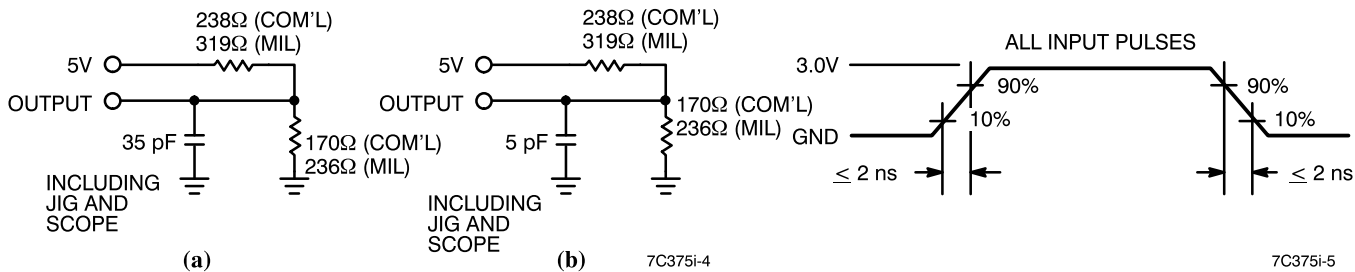 238Ω (COM'L)
319Ω (MIL)
5V
OUTPUT
35 pF
170Ω (COM'L)
236Ω (MIL)
INCLUDING
JIG AND
SCOPE
(a)
238Ω (COM'L)
319Ω (MIL)
5V
OUTPUT
5 pF
170Ω (COM'L)
236Ω (MIL)
INCLUDING
JIG AND
SCOPE
(b)
7C375i-4
ALL INPUT PULSES
3.0V
90%
10%
GND
≤ 2 ns
90%
10%
≤ 2 ns
7C375i-5